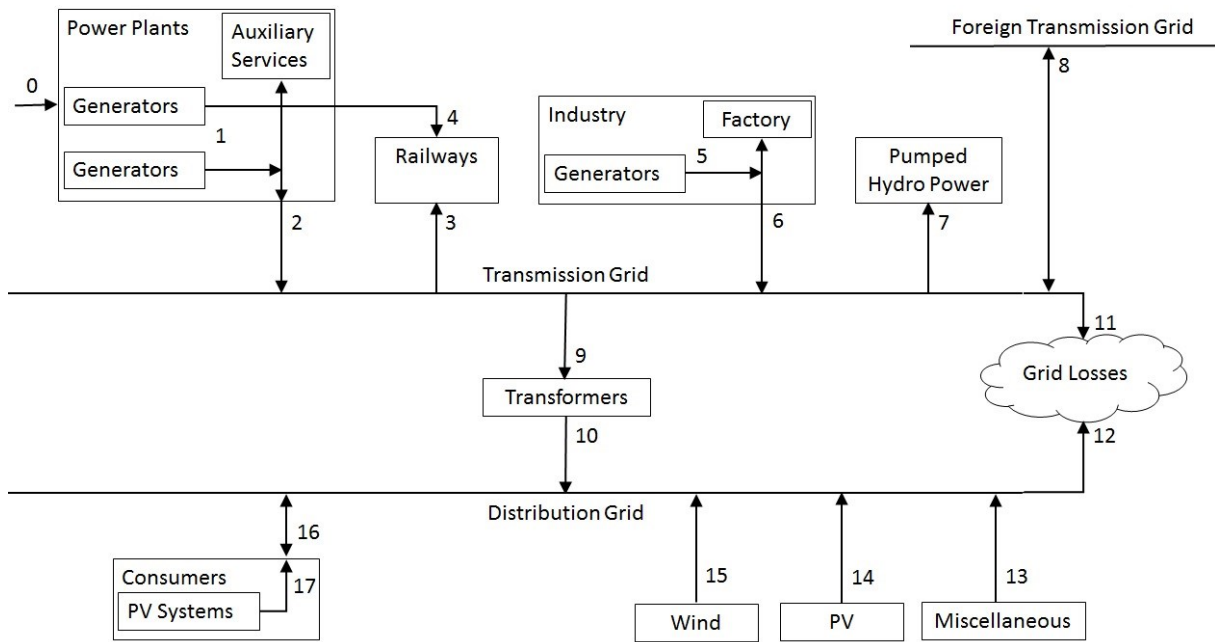 Power Plants
Auxiliary
Services
Foreign Transmission Grid
0
8
Generators
4
Industry
Factory
1
Railways
5
Pumped
Hydro Power
Generators
Generators
2
3
6
7
Transmission Grid
11
9
Grid Losses
Transformers
10
12
Distribution Grid
16
Consumers
17
15
14
13
PV Systems
Wind
PV
Miscellaneous